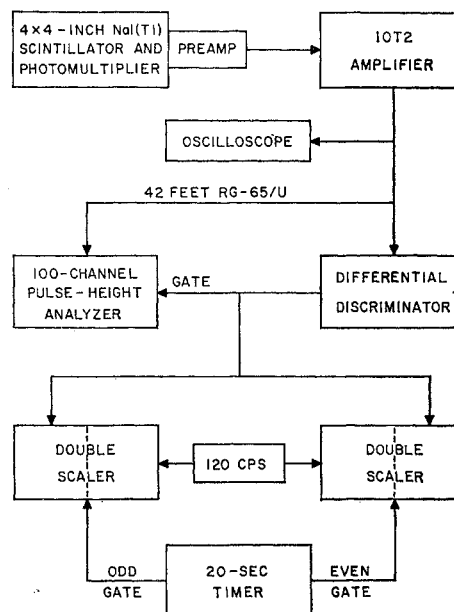 4×4-INCH NaI(Tl)
SCINTILLATOR AND
PHOTOMULTIPLIER
PREAMP
10T2
AMPLIFIER
OSCILLOSCOPE
42 FEET RG-65/U
100-CHANNEL
PULSE-HEIGHT
ANALYZER
GATE
DIFFERENTIAL
DISCRIMINATOR
DOUBLE
SCALER
120 CPS
DOUBLE
SCALER
ODD
GATE
20-SEC
TIMER
EVEN
GATE